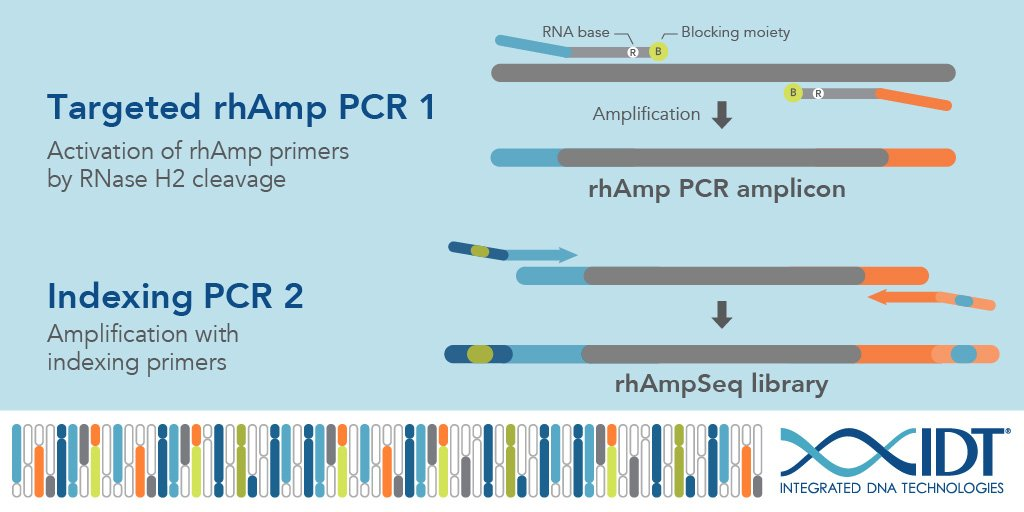 RNA base
Blocking moiety
R
B
Targeted rhAmp PCR 1
B
R
Amplification
Activation of rhAmp primers
by RNase H2 cleavage
rhAmp PCR amplicon
Indexing PCR 2
Amplification with
indexing primers
rhAmpSeq library
IDT®
INTEGRATED DNA TECHNOLOGIES